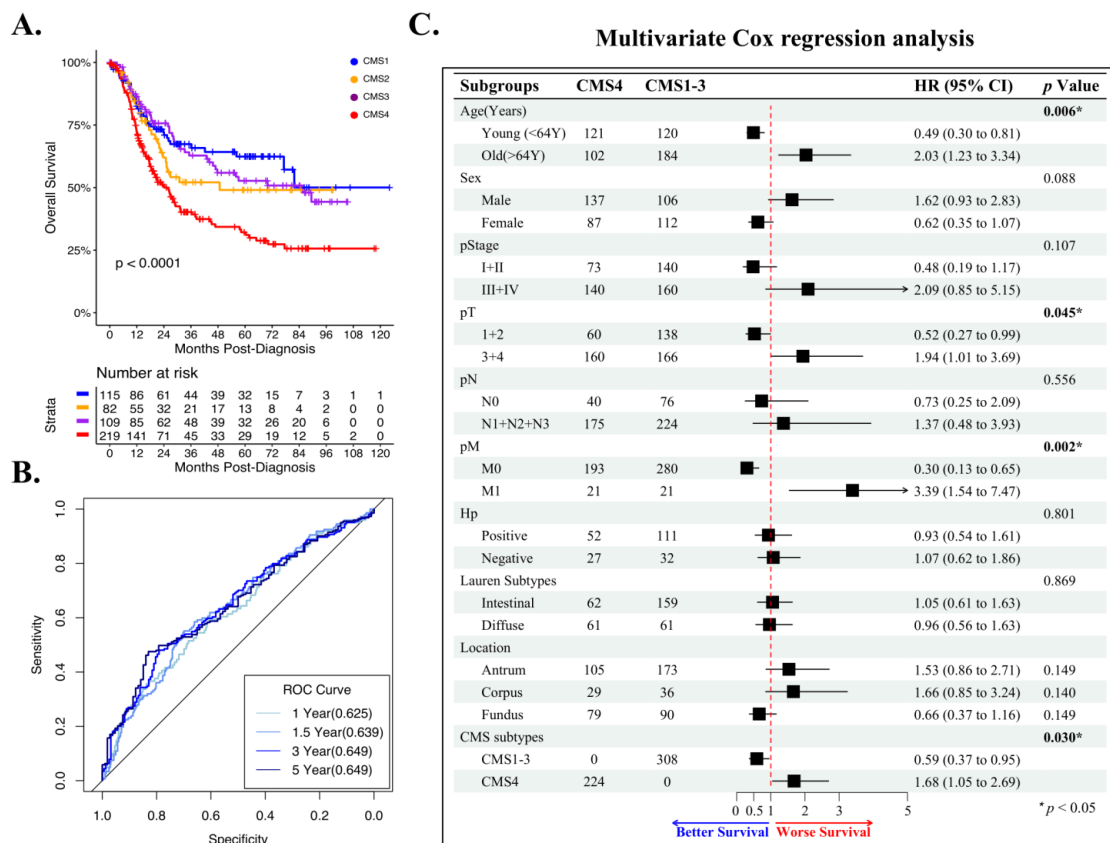 A.
100%
75%
50%
25%
0%
Overall Survival
CMS1
CMS2
CMS3
CMS4
p < 0.0001
0 12 24 36 48 60 72 84 96 108 120
Months Post-Diagnosis
Number at risk
Strata
115 86 61 44 39 32 15 7 3 1 1
82 55 32 21 17 13 8 4 2 0 0
109 85 62 48 39 32 26 20 6 0 0
219 141 71 45 33 29 19 12 5 2 0
0 12 24 36 48 60 72 84 96 108 120
Months Post-Diagnosis
B.
1.0
0.8
0.6
0.4
0.2
0.0
Sensitivity
ROC Curve
1 Year(0.625)
1.5 Year(0.639)
3 Year(0.649)
5 Year(0.649)
1.0 0.8 0.6 0.4 0.2 0.0
Specificity
C.
Multivariate Cox regression analysis
Subgroups CMS4 CMS1-3 HR (95% CI) p Value
Age(Years) 0.006*
Young (<64Y) 121 120 0.49 (0.30 to 0.81)
Old(>64Y) 102 184 2.03 (1.23 to 3.34)
Sex 0.088
Male 137 106 1.62 (0.93 to 2.83)
Female 87 112 0.62 (0.35 to 1.07)
pStage 0.107
I+II 73 140 0.48 (0.19 to 1.17)
III+IV 140 160 2.09 (0.85 to 5.15)
pT 0.045*
1+2 60 138 0.52 (0.27 to 0.99)
3+4 160 166 1.94 (1.01 to 3.69)
pN 0.556
N0 40 76 0.73 (0.25 to 2.09)
N1+N2+N3 175 224 1.37 (0.48 to 3.93)
pM 0.002*
M0 193 280 0.30 (0.13 to 0.65)
M1 21 21 3.39 (1.54 to 7.47)
Hp 0.801
Positive 52 111 0.93 (0.54 to 1.61)
Negative 27 32 1.07 (0.62 to 1.86)
Lauren Subtypes 0.869
Intestinal 62 159 1.05 (0.61 to 1.63)
Diffuse 61 61 0.96 (0.56 to 1.63)
Location
Antrum 105 173 1.53 (0.86 to 2.71) 0.149
Corpus 29 36 1.66 (0.85 to 3.24) 0.140
Fundus 79 90 0.66 (0.37 to 1.16) 0.149
CMS subtypes 0.030*
CMS1-3 0 308 0.59 (0.37 to 0.95)
CMS4 224 0 1.68 (1.05 to 2.69)
0 0.5 1 2 3 5
*p < 0.05
Better Survival Worse Survival